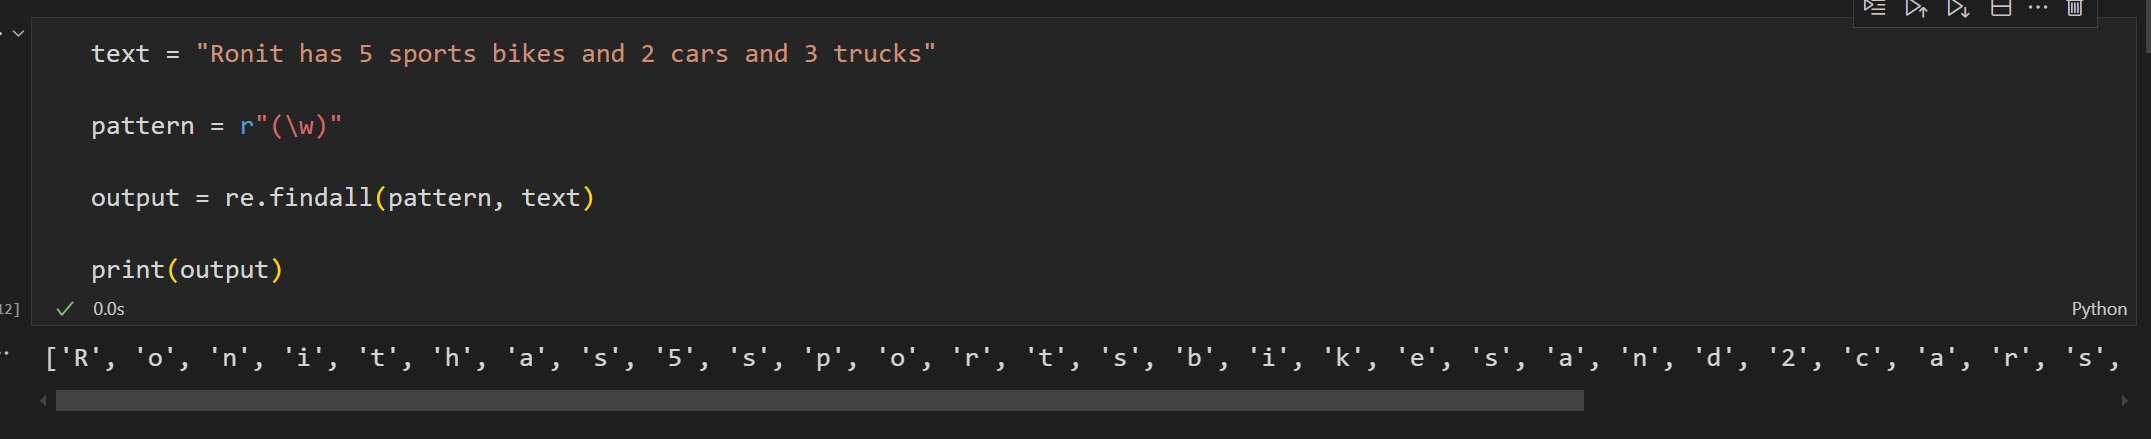 text = "Ronit has 5 sports bikes and 2 cars and 3 trucks"
pattern = r"(\w)"
output = re.findall(pattern, text)
print(output)
12]
0.0s
Python
['R', 'o', 'n', 'i', 't', 'h', 'a', 's', '5', 's', 'p', 'o', 'r', 't', 's', 'b', 'i', 'k', 'e', 's', 'a', 'n', 'd', '2', 'c', 'a', 'r', 's',